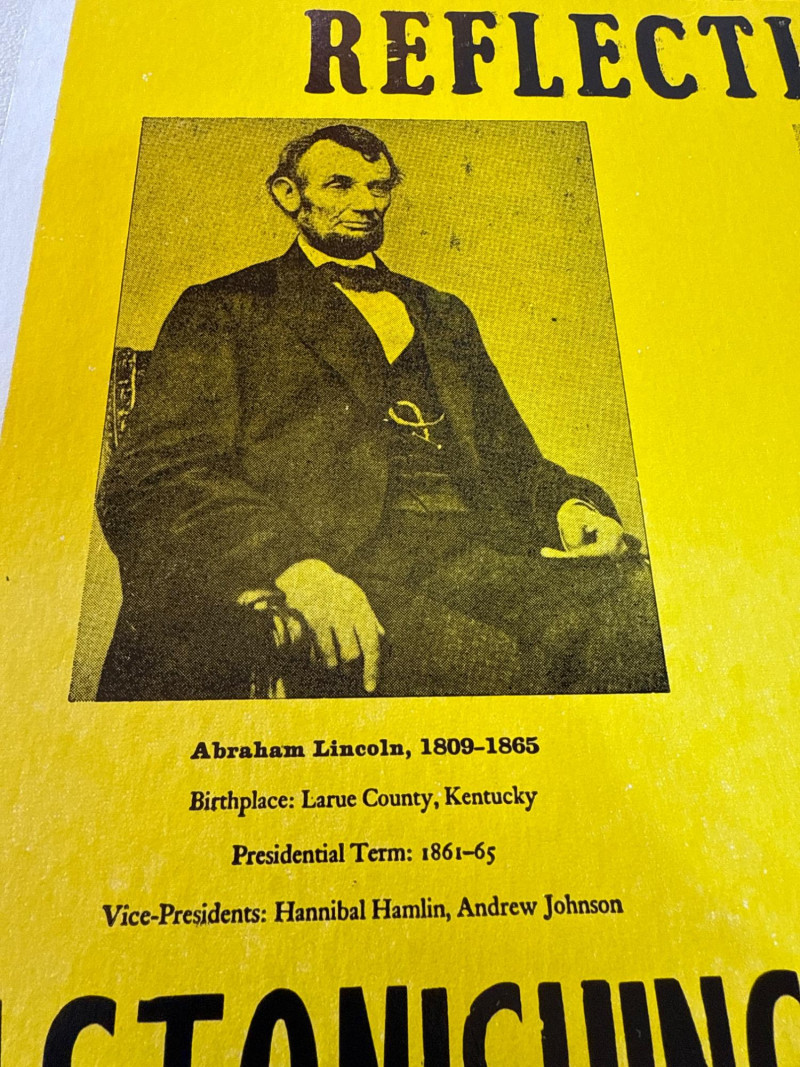 REFLECTI
Abraham Lincoln, 1809–1865
Birthplace: Larue County, Kentucky
Presidential Term: 1861–65
Vice-Presidents: Hannibal Hamlin, Andrew Johnson